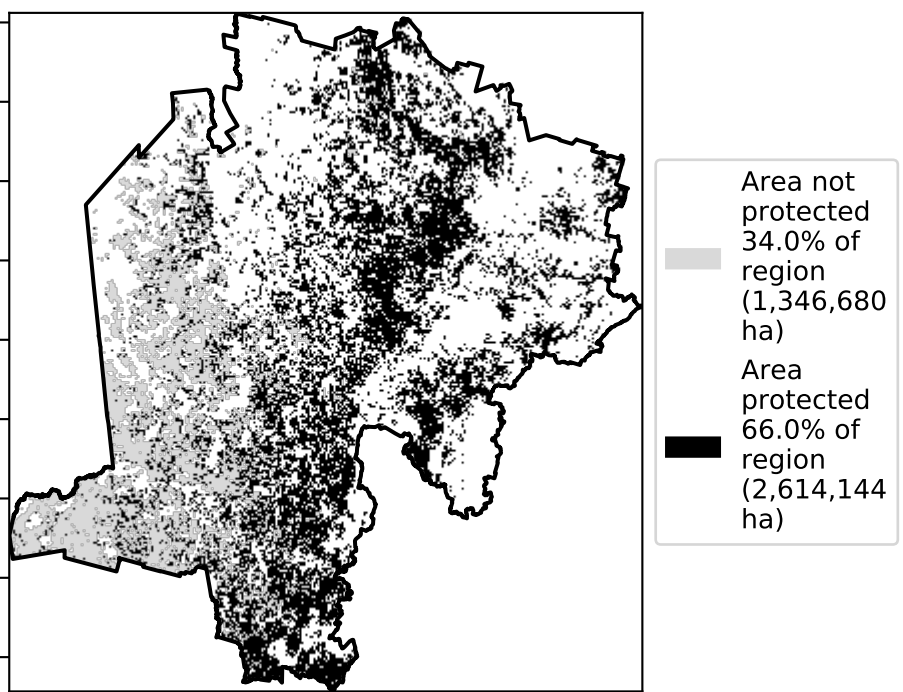 Area not
protected
34.0% of
region
(1,346,680
ha)
Area
protected
66.0% of
region
(2,614,144
ha)